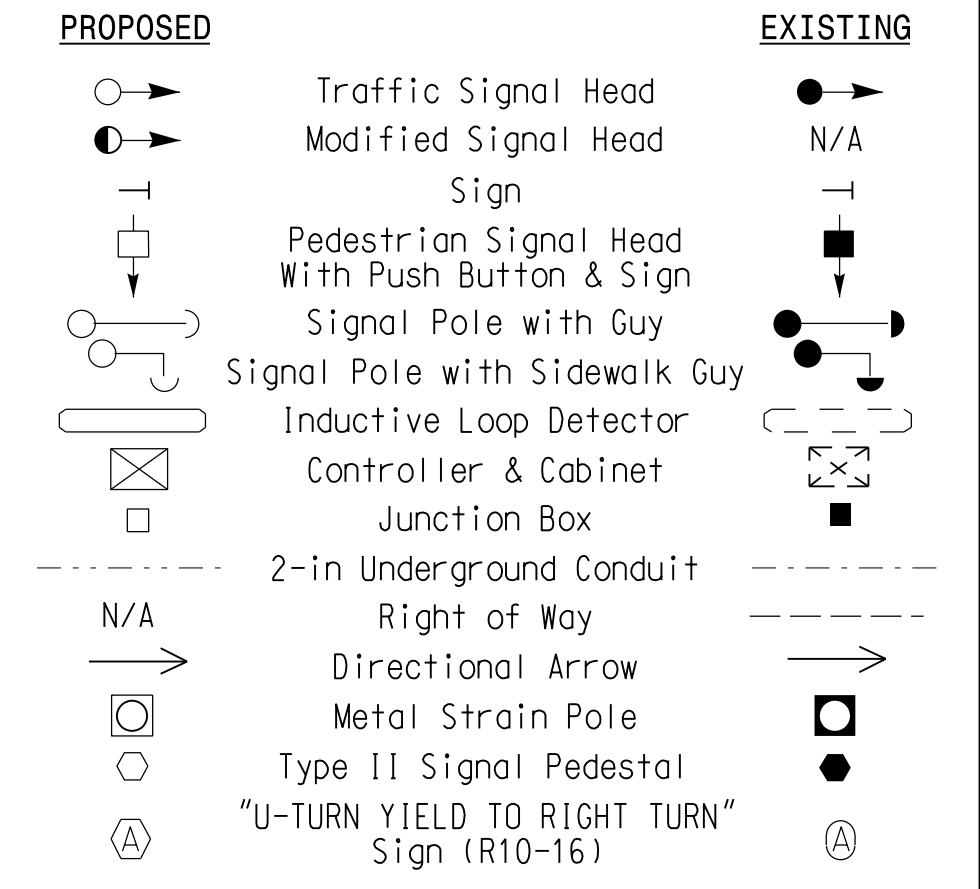 PROPOSED EXISTING
Traffic Signal Head
Modified Signal Head N/A
Sign
Pedestrian Signal Head
With Push Button & Sign
Signal Pole with Guy
Signal Pole with Sidewalk Guy
Inductive Loop Detector
Controller & Cabinet
Junction Box
2-in Underground Conduit
N/A Right of Way
Directional Arrow
Metal Strain Pole
Type II Signal Pedestal
"U-TURN YIELD TO RIGHT TURN"
A Sign (R10-16) A